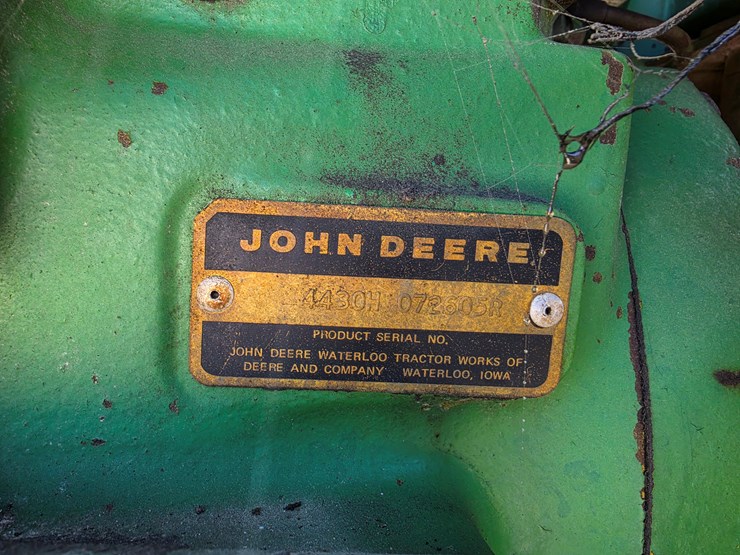 JOHN DEERE
4430H 072605R
PRODUCT SERIAL NO.
JOHN DEERE WATERLOO TRACTOR WORKS OF
DEERE AND COMPANY WATERLOO, IOWA